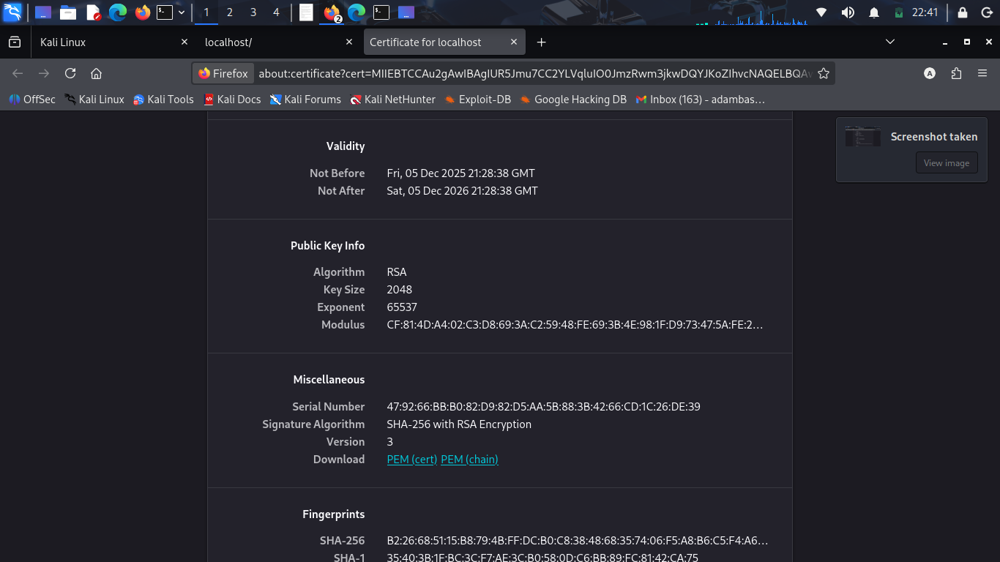 1 2 3 4 2 22:41
Kali Linux localhost/ Certificate for localhost
Firefox about:certificate?cert=MIIEBTCCAu2gAwIBAgIUR5Jmu7CC2YLVqluIO0JmzRwm3jkwDQYJKoZIhvcNAQELBQAw A
OffSec Kali Linux Kali Tools Kali Docs Kali Forums Kali NetHunter Exploit-DB Google Hacking DB Inbox (163) - adambas…
Screenshot taken
View image
Validity
Not Before Fri, 05 Dec 2025 21:28:38 GMT
Not After Sat, 05 Dec 2026 21:28:38 GMT
Public Key Info
Algorithm RSA
Key Size 2048
Exponent 65537
Modulus CF:81:4D:A4:02:C3:D8:69:3A:C2:59:48:FE:69:3B:4E:98:1F:D9:73:47:5A:FE:2…
Miscellaneous
Serial Number 47:92:66:BB:B0:82:D9:82:D5:AA:5B:88:3B:42:66:CD:1C:26:DE:39
Signature Algorithm SHA-256 with RSA Encryption
Version 3
Download PEM (cert) PEM (chain)
Fingerprints
SHA-256 B2:26:68:51:15:B8:79:4B:FF:DC:B0:C8:38:48:68:35:74:06:F5:A8:B6:C5:F4:A6…
SHA-1 35:40:3B:1F:BC:3C:F7:AE:3C:B0:58:0D:C6:BB:89:FC:81:42:CA:75